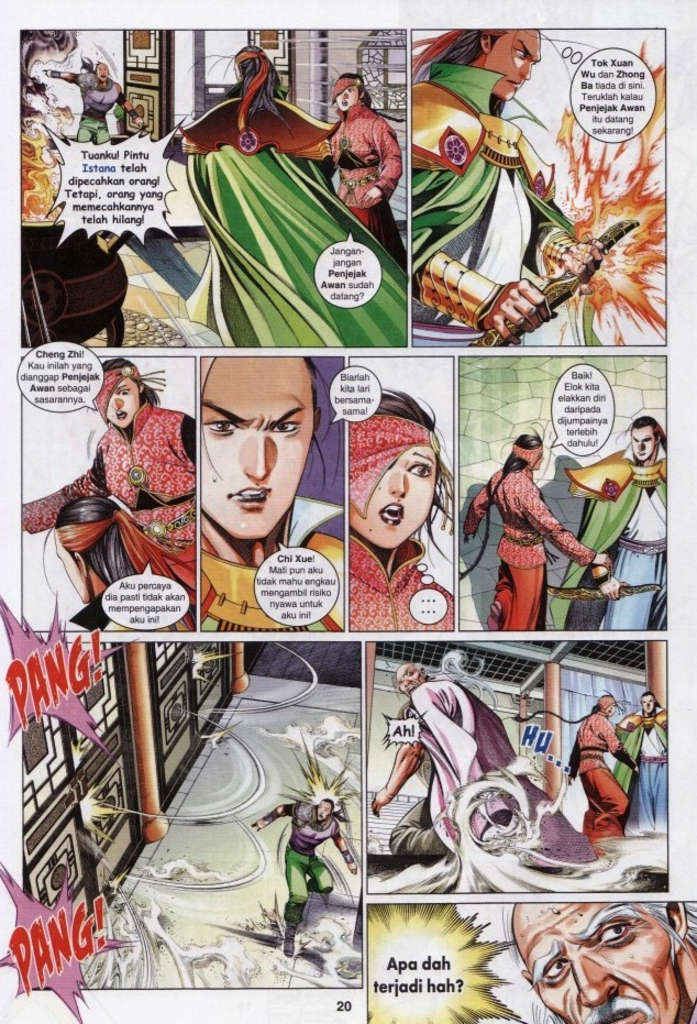 Tuanku! Pintu
Istana telah
dipecahkan orang!
Tetapi, orang yang
memecahkannya
telah hilang!
Jangan-
jangan
Penjejak
Awan sudah
datang?
Tok Xuan
Wu dan Zhong
Ba tiada di sini.
Teruklah kalau
Penjejak Awan
itu datang
sekarang!
Cheng Zhi!
Kau inilah yang
dianggap Penjejak
Awan sebagai
sasarannya.
Aku percaya
dia pasti tidak akan
mempengapakan
aku ini!
Chi Xue!
Mati pun aku
tidak mahu engkau
mengambil risiko
nyawa untuk
aku ini!
Biarlah
kita lari
bersama-
sama!
...
Baik!
Elok kita
elakkan diri
daripada
dijumpainya
terlebih
dahulu!
PANG!
PANG!
Ah!
HU...
Apa dah
terjadi hah?
20